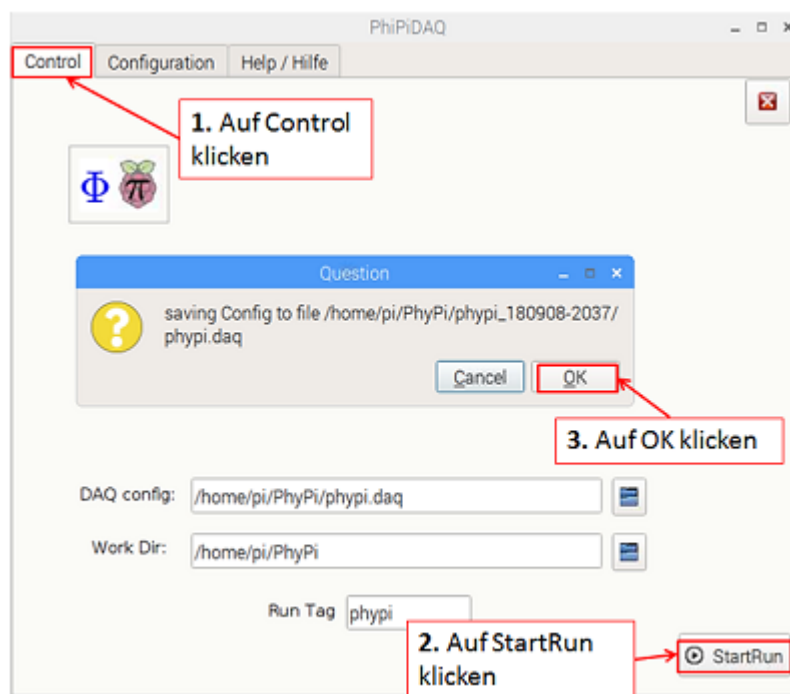 PhiPiDAQ
Control
Configuration
Help / Hilfe
1. Auf Control
klicken
Φ π
Question
saving Config to file /home/pi/PhyPi/phypi_180908-2037/
phypi.daq
Cancel
OK
3. Auf OK klicken
DAQ config:
/home/pi/PhyPi/phypi.daq
Work Dir:
/home/pi/PhyPi
Run Tag
phypi
2. Auf StartRun
klicken
StartRun